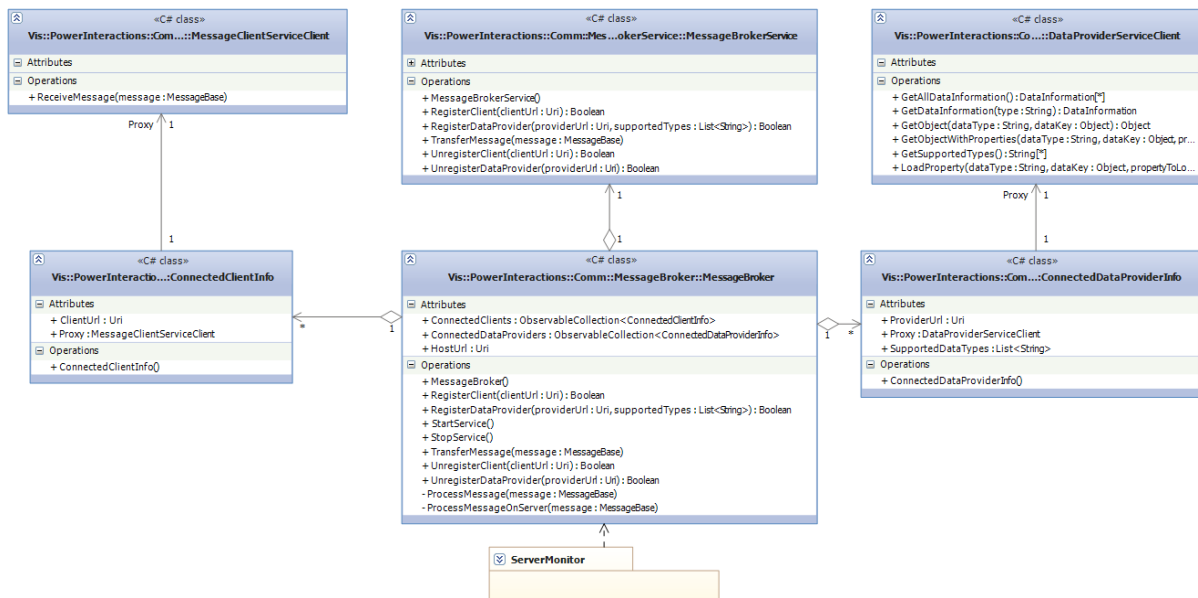 «C# class»
Vis::PowerInteractions::Com ...::MessageClientServiceClient
Attributes
Operations
+ ReceiveMessage(message : MessageBase)
«C# class»
Vis::PowerInteractions::Comm::Mes...okerService::MessageBrokerService
Attributes
Operations
+ MessageBrokerService()
+ RegisterClient(clientUrl : Uri) : Boolean
+ RegisterDataProvider(providerUrl : Uri, supportedTypes : List<String>) : Boolean
+ TransferMessage(message : MessageBase)
+ UnregisterClient(clientUrl : Uri) : Boolean
+ UnregisterDataProvider(providerUrl : Uri) : Boolean
«C# class»
Vis::PowerInteractions::Co ...::DataProviderServiceClient
Attributes
Operations
+ GetAllDataInformation() : DataInformation[*]
+ GetDataInformation(type : String) : DataInformation
+ GetObject(dataType : String, dataKey : Object) : Object
+ GetObjectWithProperties(dataType : String, dataKey : Object, pr...
+ GetSupportedTypes() : String[*]
+ LoadProperty(dataType : String, dataKey : Object, propertyToLo...
Proxy
1
1
1
1
Proxy
1
1
«C# class»
Vis::PowerInteractio...::ConnectedClientInfo
Attributes
+ ClientUrl : Uri
+ Proxy : MessageClientServiceClient
Operations
+ ConnectedClientInfo()
*
1
«C# class»
Vis::PowerInteractions::Comm::MessageBroker::MessageBroker
Attributes
+ ConnectedClients : ObservableCollection<ConnectedClientInfo>
+ ConnectedDataProviders : ObservableCollection<ConnectedDataProviderInfo>
+ HostUrl : Uri
Operations
+ MessageBroker()
+ RegisterClient(clientUrl : Uri) : Boolean
+ RegisterDataProvider(providerUrl : Uri, supportedTypes : List<String>) : Boolean
+ StartService()
+ StopService()
+ TransferMessage(message : MessageBase)
+ UnregisterClient(clientUrl : Uri) : Boolean
+ UnregisterDataProvider(providerUrl : Uri) : Boolean
- ProcessMessage(message : MessageBase)
- ProcessMessageOnServer(message : MessageBase)
1
*
«C# class»
Vis::PowerInteractions::Com...::ConnectedDataProviderInfo
Attributes
+ ProviderUrl : Uri
+ Proxy : DataProviderServiceClient
+ SupportedDataTypes : List<String>
Operations
+ ConnectedDataProviderInfo()
ServerMonitor